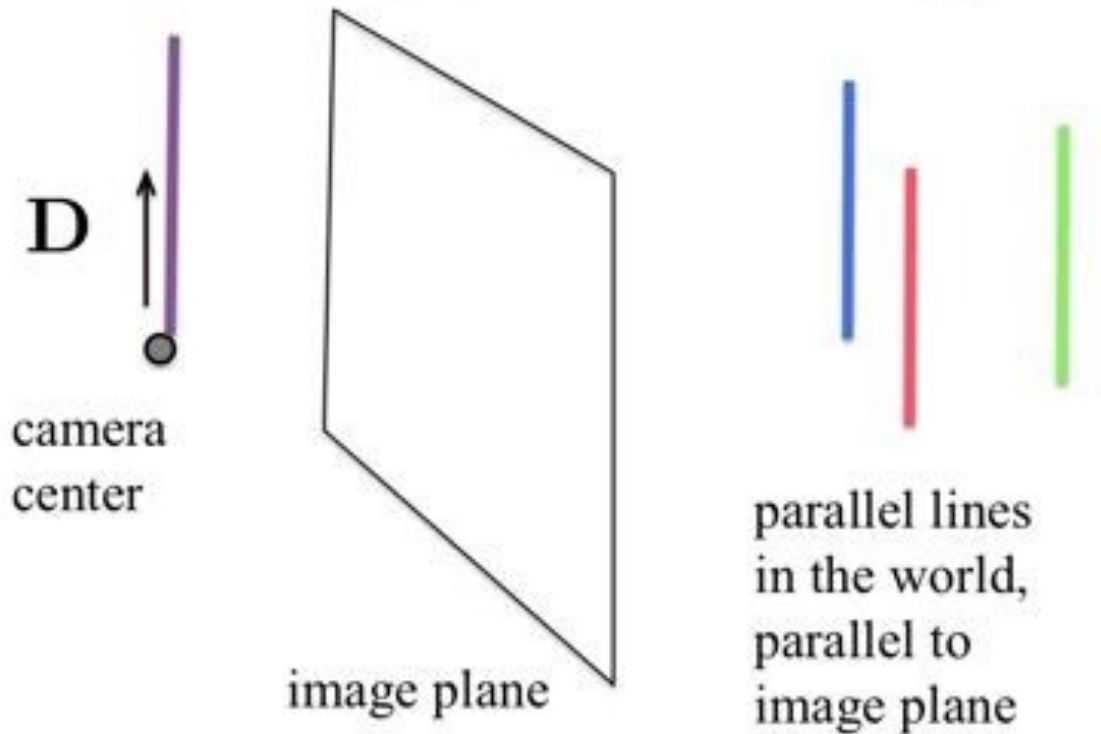 D
camera
center
image plane
parallel lines
in the world,
parallel to
image plane